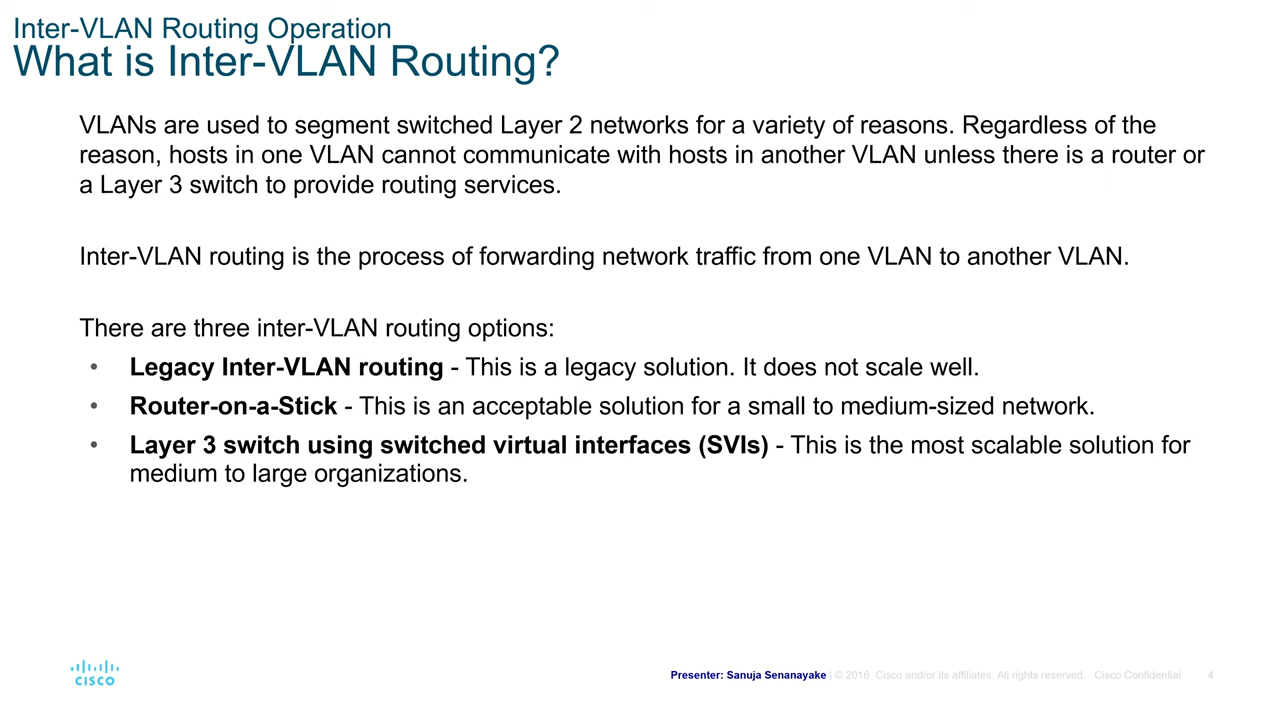 Inter-VLAN Routing Operation
What is Inter-VLAN Routing?
VLANs are used to segment switched Layer 2 networks for a variety of reasons. Regardless of the
reason, hosts in one VLAN cannot communicate with hosts in another VLAN unless there is a router or
a Layer 3 switch to provide routing services.
Inter-VLAN routing is the process of forwarding network traffic from one VLAN to another VLAN.
There are three inter-VLAN routing options:
• Legacy Inter-VLAN routing - This is a legacy solution. It does not scale well.
• Router-on-a-Stick - This is an acceptable solution for a small to medium-sized network.
• Layer 3 switch using switched virtual interfaces (SVIs) - This is the most scalable solution for
medium to large organizations.
CISCO
Presenter: Sanuja Senanayake | © 2016 Cisco and/or its affiliates. All rights reserved. Cisco Confidential 4